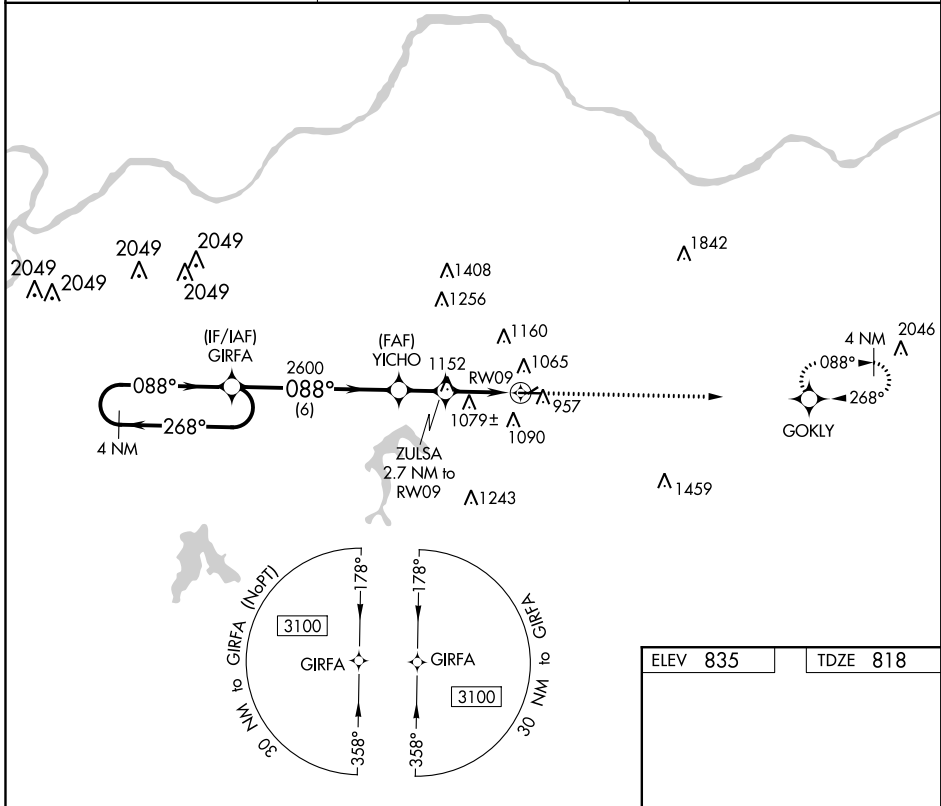 1842
2049
2049
2049
2049
2049
1408
1256
1160
2046
(IF/IAF)
GIRFA
(FAF)
YICHO
4 NM
1152
1065
RW09
2600
088°
088°
(6)
088°
268°
268°
4 NM
957
1079±
1090
GOKLY
ZULSA
2.7 NM to
RW09
1243
1459
30 NM to GIRFA (NoPT)
178°
3100
GIRFA
358°
178°
GIRFA
3100
358°
30 NM to GIRFA
ELEV 835
TDZE 818